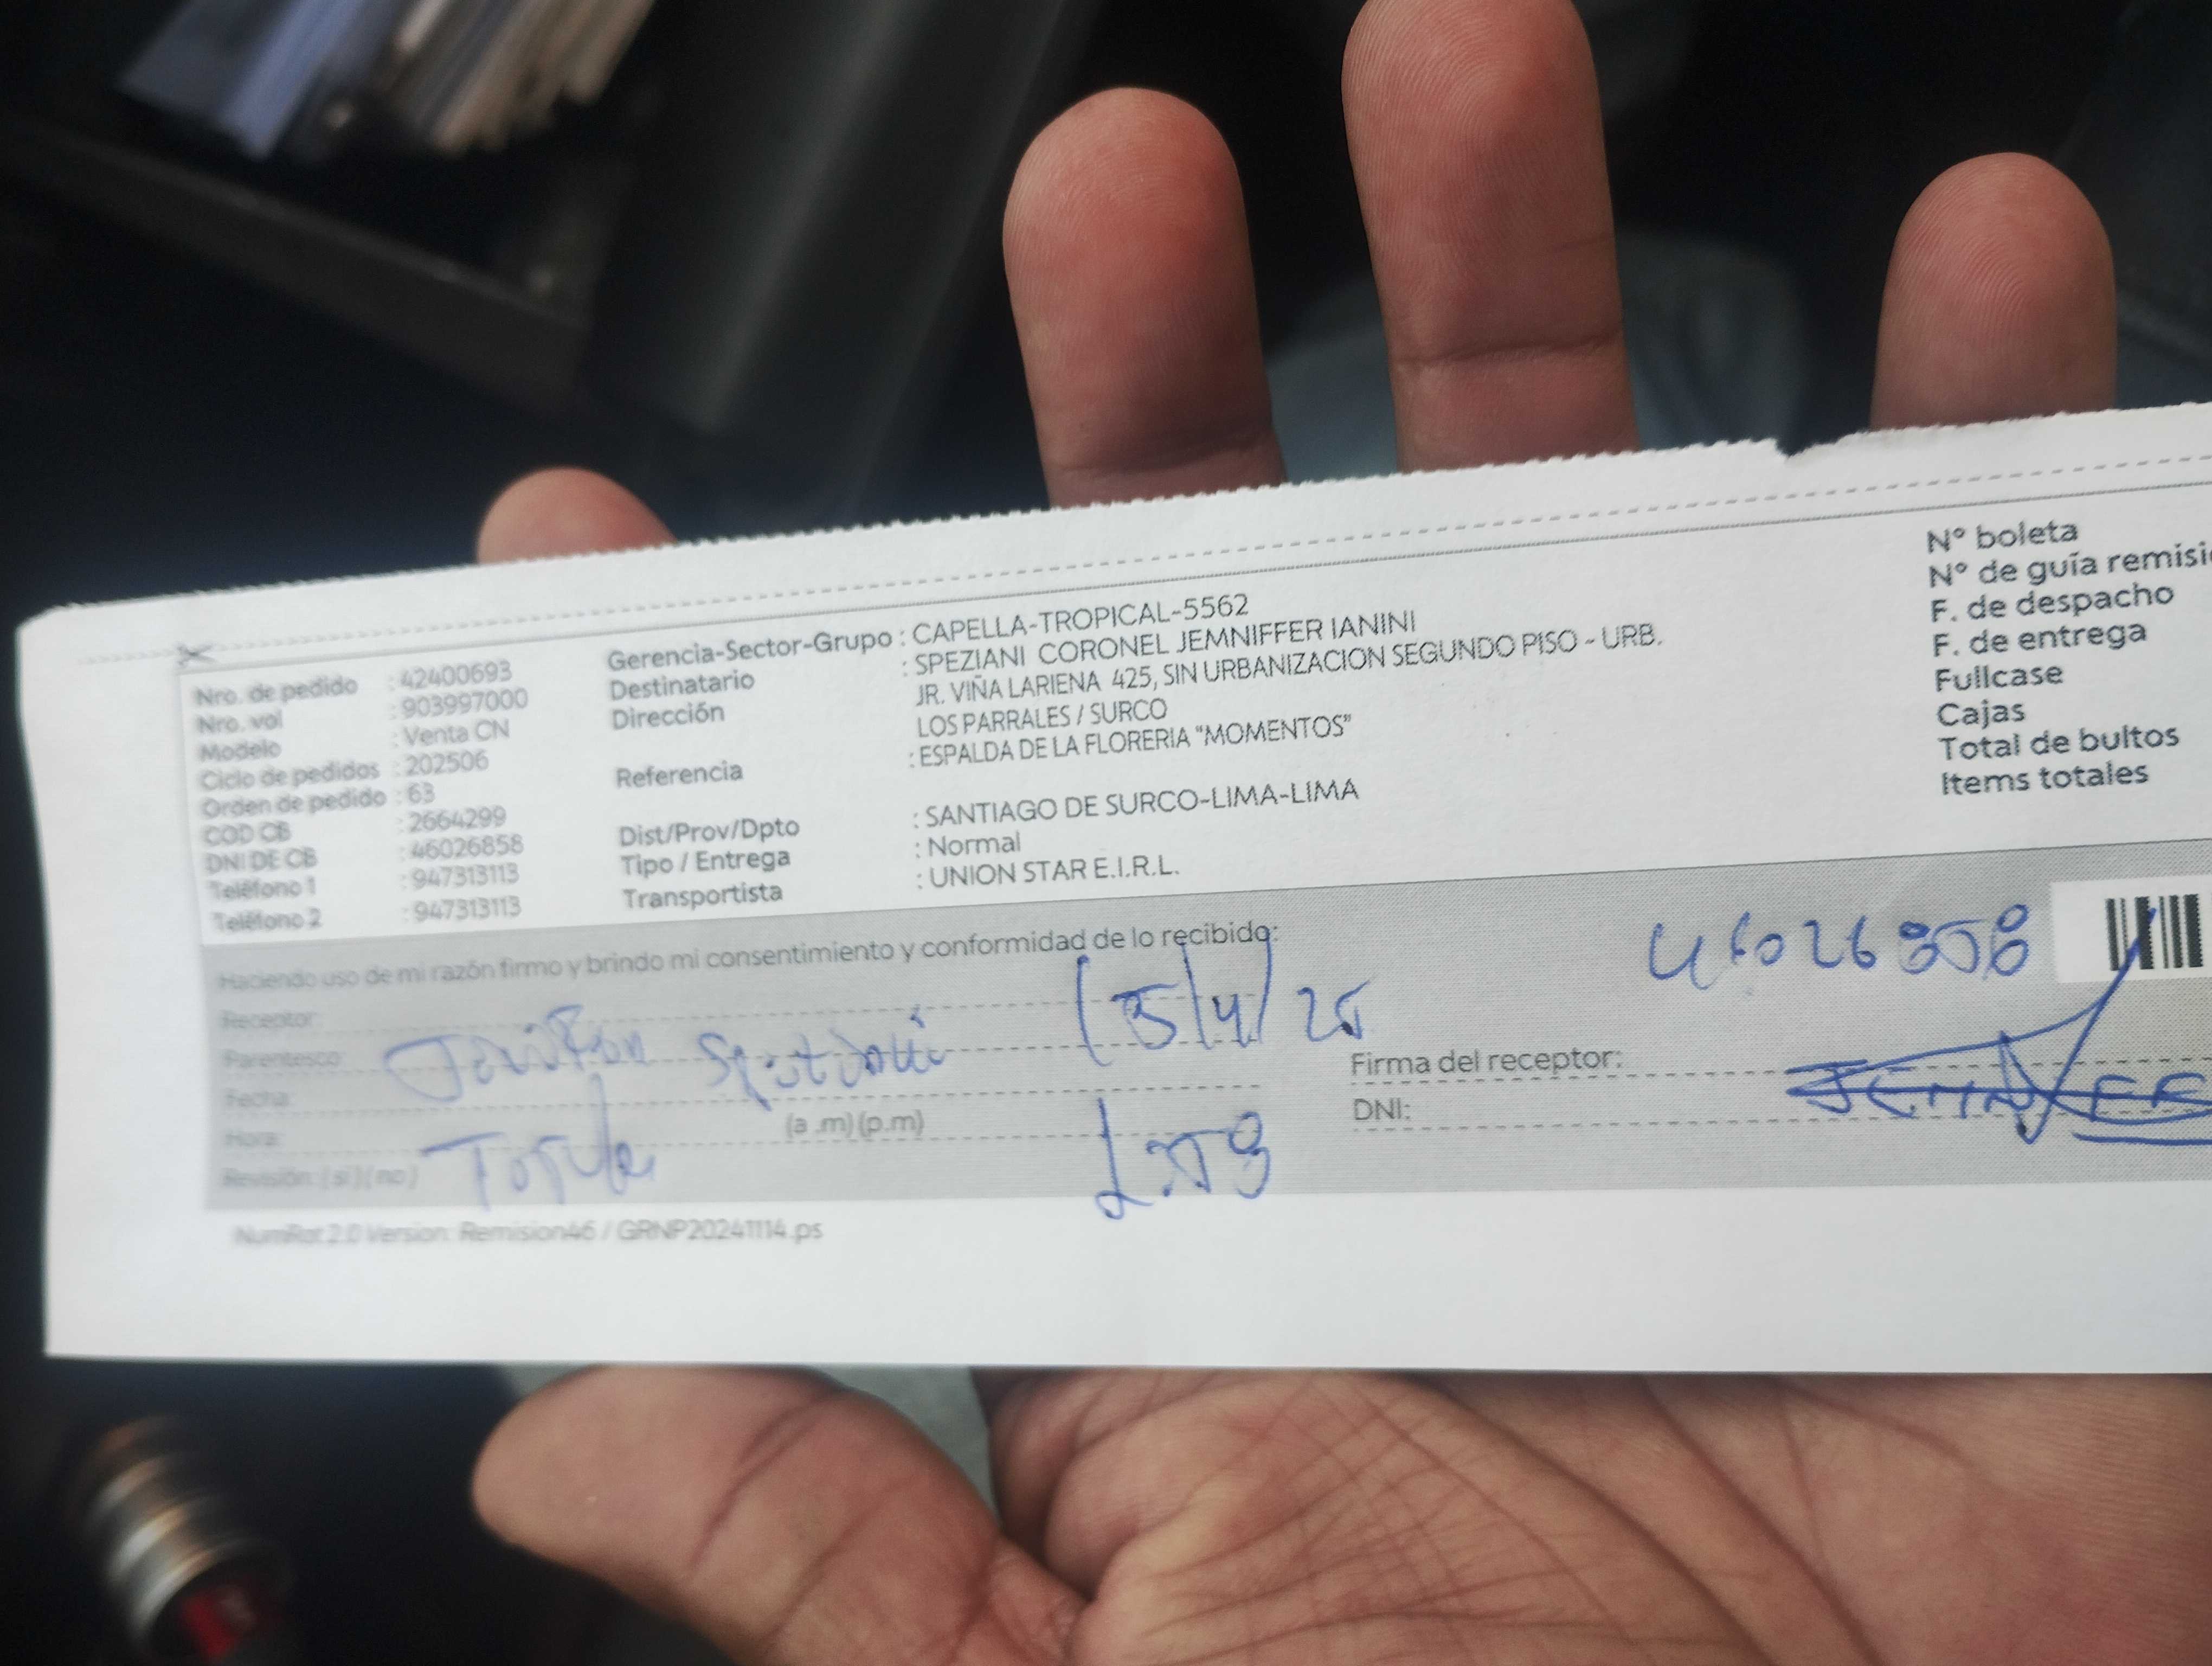 Nro. de pedido : 42400693
Nro. vol : 903997000
Modelo : Venta CN
Ciclo de pedidos : 202506
Orden de pedido : 63
COD CB : 2664299
DNI DE CB : 46026858
Teléfono 1 : 947313113
Teléfono 2 : 947313113
Gerencia-Sector-Grupo : CAPELLA-TROPICAL-5562
Destinatario : SPEZIANI CORONEL JEMNIFFER IANINI
Dirección JR. VIÑA LARIENA 425, SIN URBANIZACION SEGUNDO PISO - URB.
LOS PARRALES / SURCO
Referencia : ESPALDA DE LA FLORERIA "MOMENTOS"
Dist/Prov/Dpto : SANTIAGO DE SURCO-LIMA-LIMA
Tipo / Entrega : Normal
Transportista : UNION STAR E.I.R.L.
N° boleta
N° de guía remisi
F. de despacho
F. de entrega
Fullcase
Cajas
Total de bultos
Items totales
Haciendo uso de mi razón firmo y brindo mi consentimiento y conformidad de lo recibido:
Receptor:
Parentesco:
Fecha:
Hora: (a .m) (p.m)
Revisión: ( si ) ( no )
15/4/25
46026858
Firma del receptor:
DNI:
NumRot 2.0 Version: Remision46 / GRNP20241114.ps